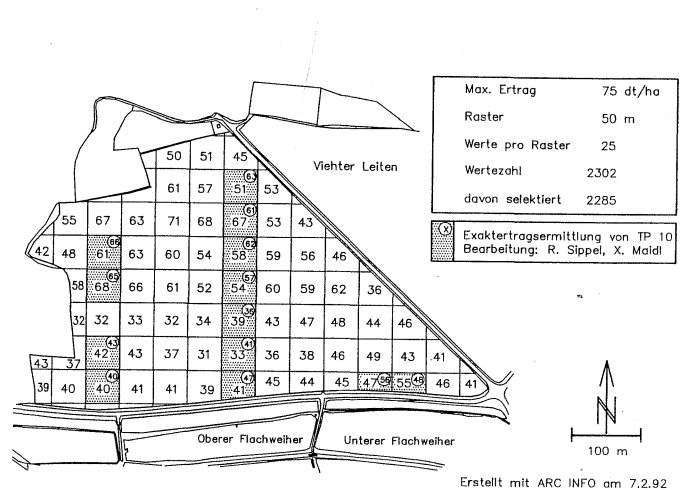 Max. Ertrag 75 dt/ha
Raster 50 m
Werte pro Raster 25
Wertezahl 2302
davon selektiert 2285
X Exaktertragsermittlung von TP 10
Bearbeitung: R. Sippel, X. Maidl
Viehter Leiten
50 51 45
61 57 51 63 53
55 67 63 71 68 67 61 53 43
42 48 61 66 63 60 54 58 62 59 56 46
58 68 65 66 61 52 54 57 60 59 62 36
32 32 33 32 34 39 36 43 47 48 44 46
43 37 42 43 43 37 31 33 41 36 38 46 49 43 41
39 40 40 40 41 41 39 41 47 45 44 45 47 56 55 48 46 41
Oberer Flachweiher Unterer Flachweiher
N
100 m
Erstellt mit ARC INFO am 7.2.92